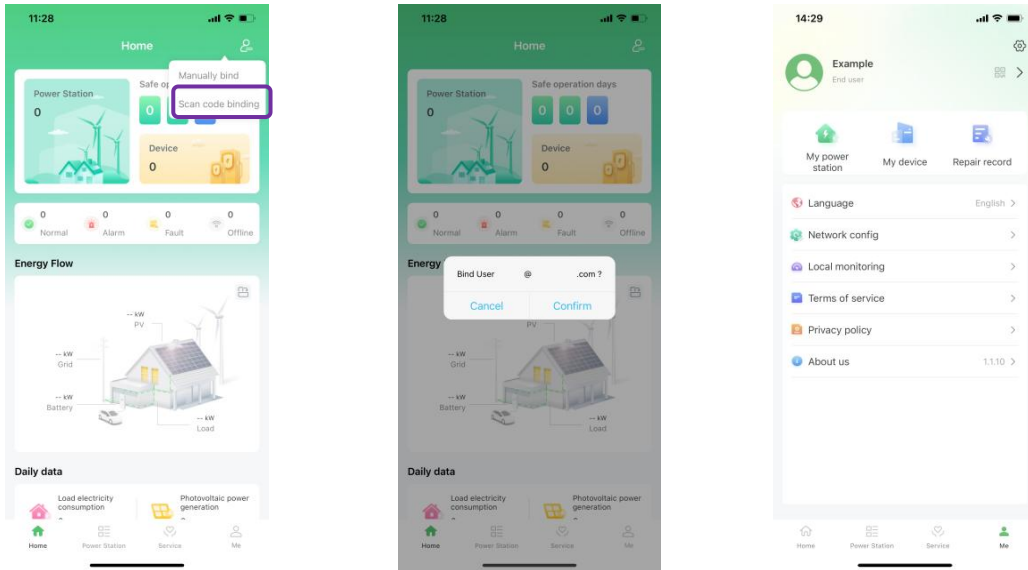 11:28
Home
Manually bind
Scan code binding
Power Station
0
Safe op
0
Device
0
0
Normal
0
Alarm
0
Fault
0
Offline
Energy Flow
-- kW
PV
-- kW
Grid
-- kW
Battery
-- kW
Load
Daily data
Load electricity
consumption
Photovoltaic power
generation
Home
Power Station
Service
Me
11:28
Home
Power Station
0
Safe operation days
0 0 0
Device
0
0
Normal
0
Alarm
0
Fault
0
Offline
Energy
Bind User @ .com ?
Cancel Confirm
PV
-- kW
Grid
-- kW
Battery
-- kW
Load
Daily data
Load electricity
consumption
Photovoltaic power
generation
Home
Power Station
Service
Me
14:29
Example
End user
My power
station
My device
Repair record
Language English
Network config
Local monitoring
Terms of service
Privacy policy
About us 1.1.10
Home
Power Station
Service
Me